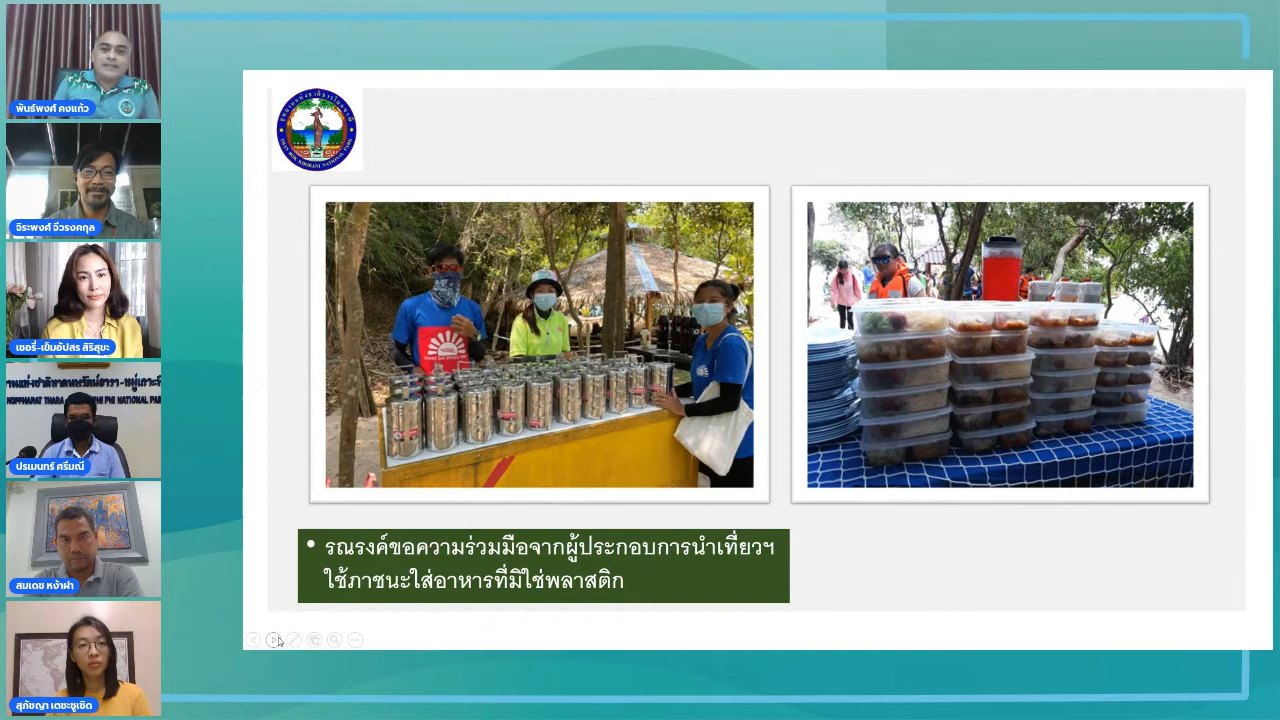 พันธ์พงศ์ คงแก้ว
จิระพงศ์ จีวรงคกุล
เชอรี่-เข็มอัปสร สิริสุขะ
ปรเมนทร์ ศรีมณี
สมเดช หง้าฝา
สุภัชญา เตชะชูเชิด
THAN BOK KHORANI NATIONAL PARK
• รณรงค์ขอความร่วมมือจากผู้ประกอบการนำเที่ยวฯ
ใช้ภาชนะใส่อาหารที่มิใช่พลาสติก